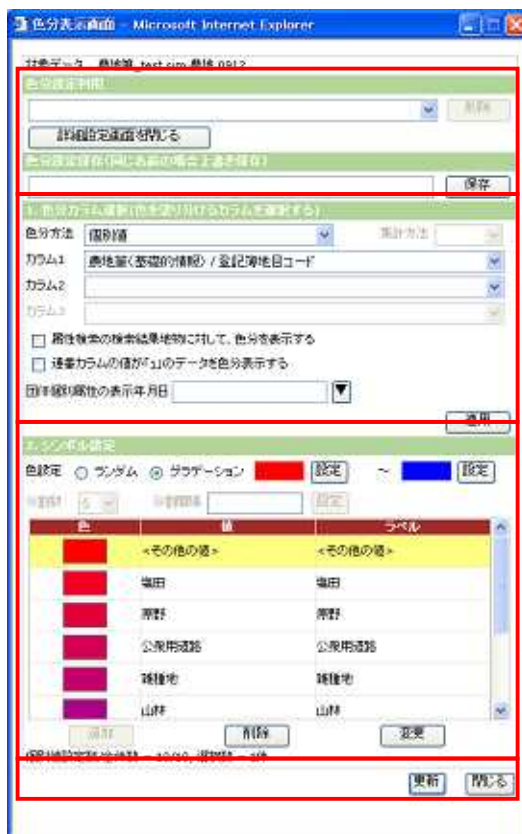 色分表示画面 - Microsoft Internet Explorer
対象データ 農地筆_test sim 農地 0912
色分設定利用
削除
詳細設定画面を閉じる
色分設定保存(同じ名前の場合上書き保存)
保存
1. 色分カラム選択(色を塗り分けるカラムを選択する)
色分方法 個別値 集計方法
カラム1 農地筆(基礎的情報) / 登記簿地目コード
カラム2
カラム3
属性検索の検索結果地物に対して、色分を表示する
連番カラムの値が「1」のデータを色分表示する
団体個別属性の表示年月日
適用
2. シンボル設定
色設定 ランダム グラデーション 設定 ～ 設定
分割数 5 分割間隔 設定
色 値 ラベル
<その他の値> <その他の値>
塩田 塩田
原野 原野
公衆用道路 公衆用道路
雑種地 雑種地
山林 山林
追加 削除 変更
更新 閉じる